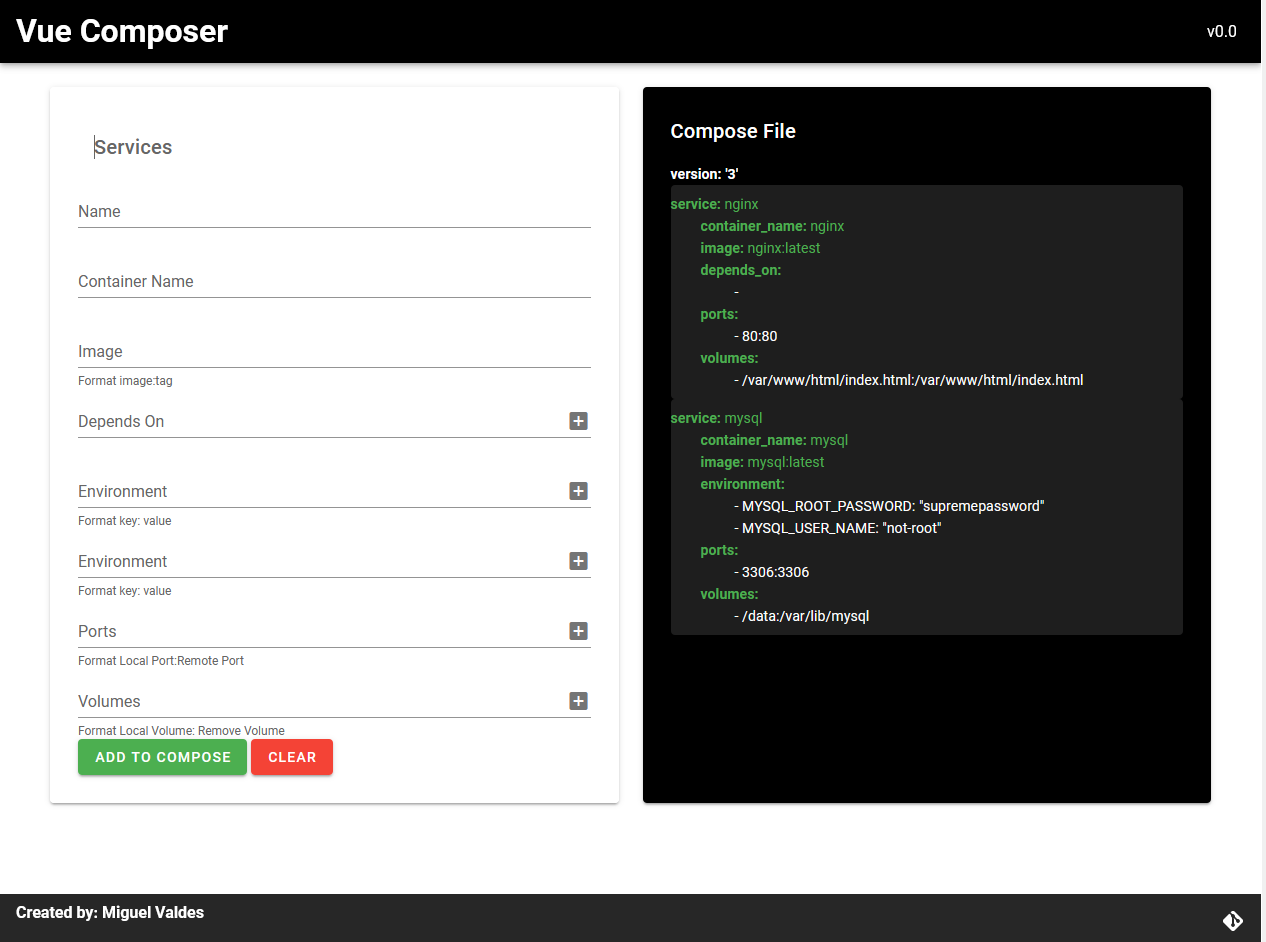 Vue Composer
v0.0
Services
Name
Container Name
Image
Format image:tag
Depends On
Environment
Format key: value
Environment
Format key: value
Ports
Format Local Port:Remote Port
Volumes
Format Local Volume: Remove Volume
ADD TO COMPOSE
CLEAR
Compose File
version: '3'
service: nginx
container_name: nginx
image: nginx:latest
depends_on:
-
ports:
- 80:80
volumes:
- /var/www/html/index.html:/var/www/html/index.html
service: mysql
container_name: mysql
image: mysql:latest
environment:
- MYSQL_ROOT_PASSWORD: "supremepassword"
- MYSQL_USER_NAME: "not-root"
ports:
- 3306:3306
volumes:
- /data:/var/lib/mysql
Created by: Miguel Valdes